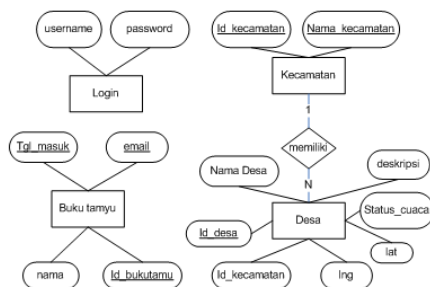 username
password
Id_kecamatan
Nama_kecamatan
Login
Kecamatan
1
memiliki
Tgl_masuk
email
Nama Desa
deskripsi
N
Buku tamyu
Desa
Status_cuaca
Id_desa
lat
nama
Id_bukutamu
Id_kecamatan
lng